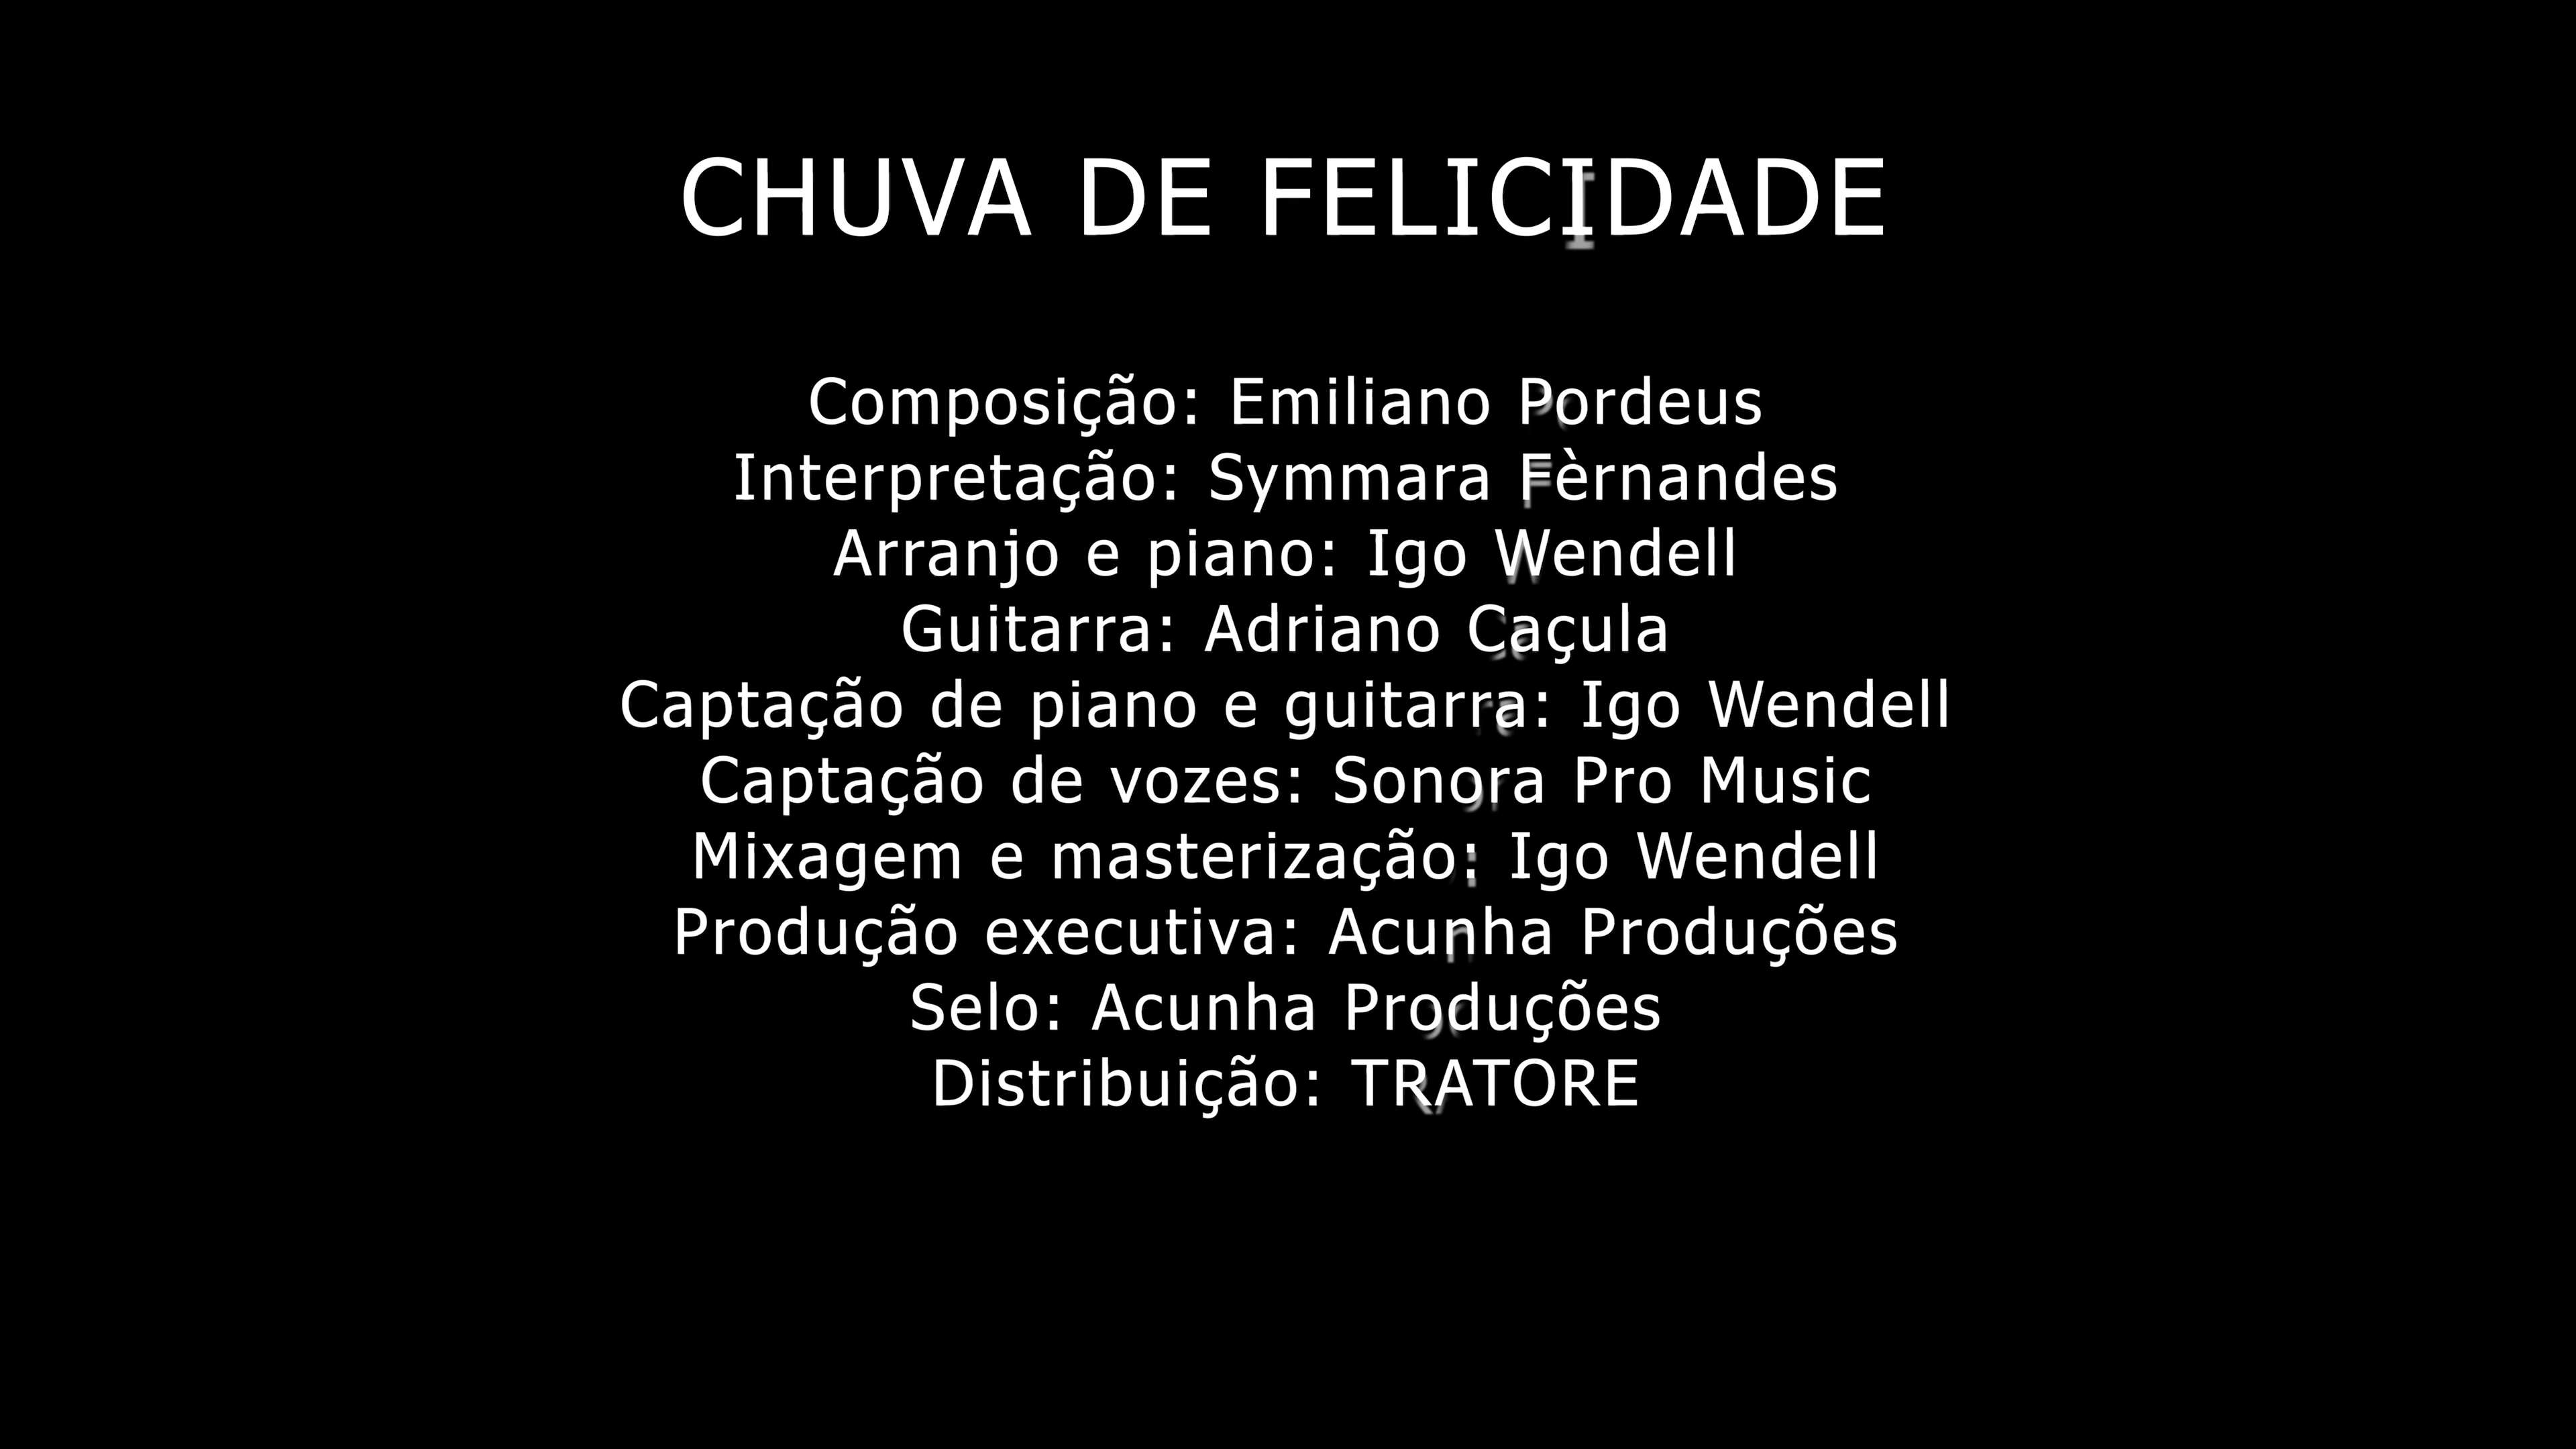 CHUVA DE FELICIDADE
Composição: Emiliano Pordeus
Interpretação: Symmara Fèrnandes
Arranjo e piano: Igo Wendell
Guitarra: Adriano Caçula
Captação de piano e guitarra: Igo Wendell
Captação de vozes: Sonora Pro Music
Mixagem e masterização: Igo Wendell
Produção executiva: Acunha Produções
Selo: Acunha Produções
Distribuição: TRATORE